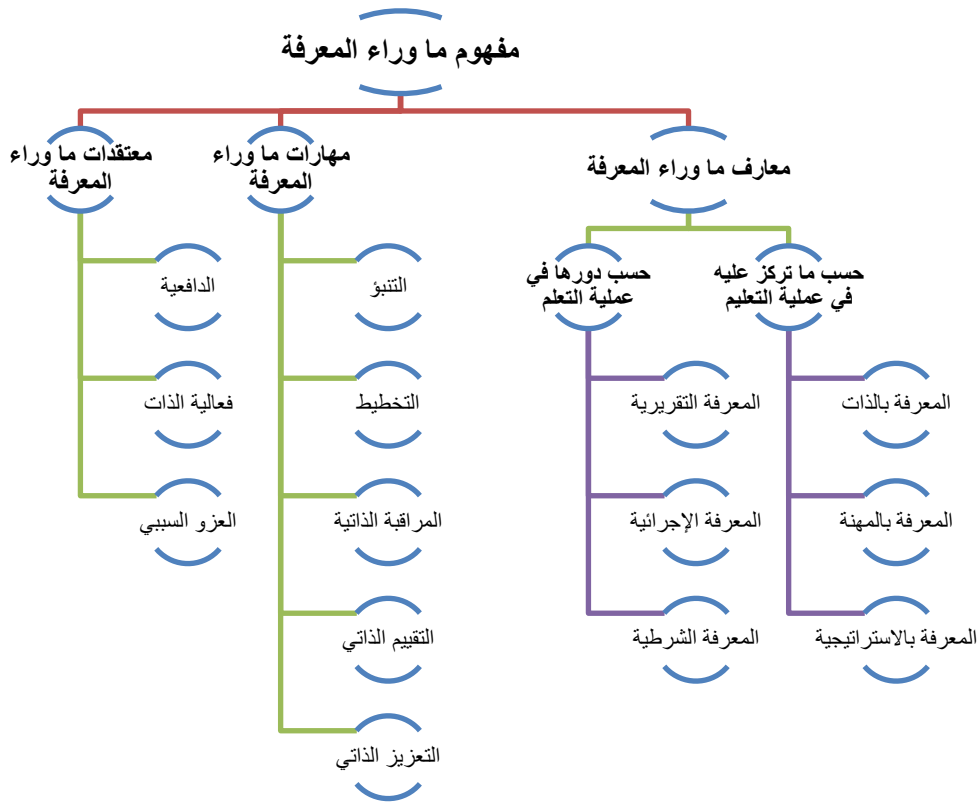 مفهوم ما وراء المعرفة
معارف ما وراء المعرفة
حسب ما تركز عليه
في عملية التعليم
المعرفة بالذات
المعرفة بالمهنة
المعرفة بالاستراتيجية
حسب دورها في
عملية التعلم
المعرفة التقريرية
المعرفة الإجرائية
المعرفة الشرطية
مهارات ما وراء
المعرفة
التنبؤ
التخطيط
المراقبة الذاتية
التقييم الذاتي
التعزيز الذاتي
معتقدات ما وراء
المعرفة
الدافعية
فعالية الذات
العزو السببي